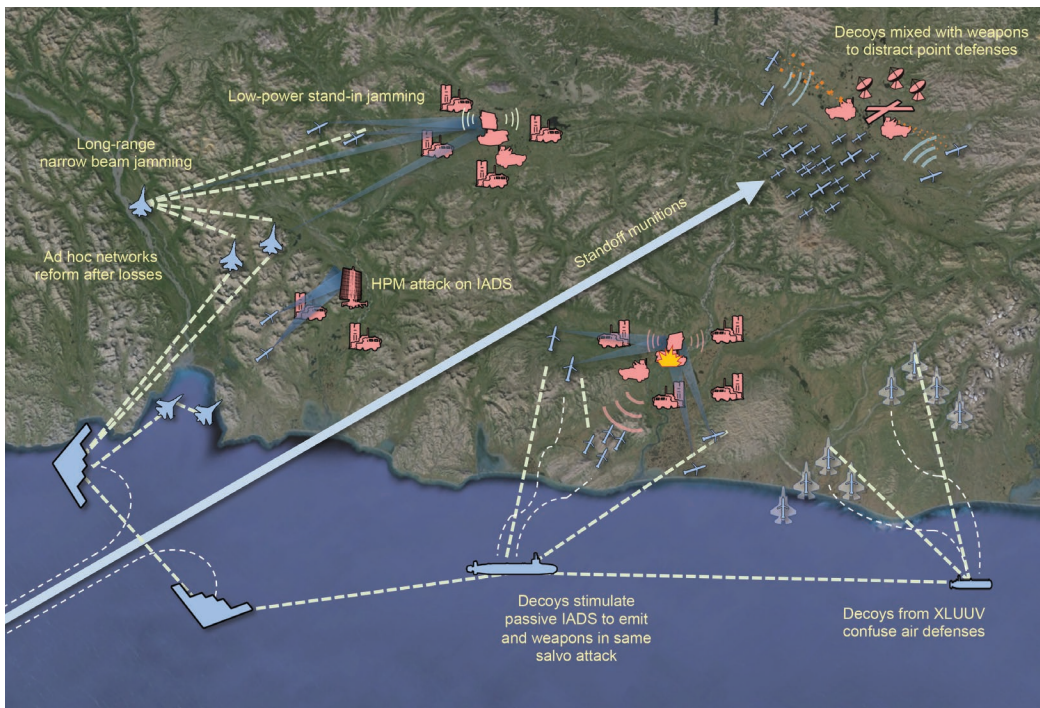 Decoys mixed with weapons
to distract point defenses
Low-power stand-in jamming
Long-range
narrow beam jamming
Ad hoc networks
reform after losses
HPM attack on IADS
Standoff munitions
Decoys stimulate
passive IADS to emit
and weapons in same
salvo attack
Decoys from XLUUV
confuse air defenses